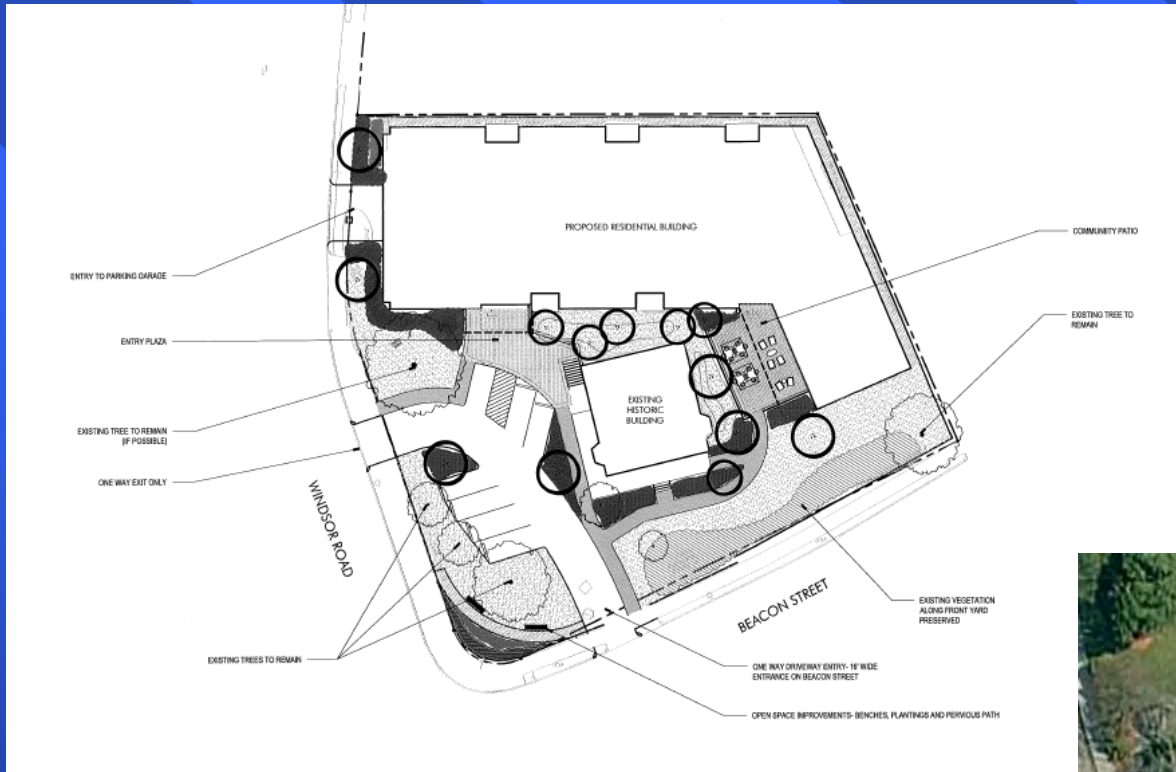 PROPOSED RESIDENTIAL BUILDING
COMMUNITY PATIO
ENTRY TO PARKING GARAGE
EXISTING TREE TO
REMAIN
ENTRY PLAZA
EXISTING
HISTORIC
BUILDING
EXISTING TREE TO REMAIN
(IF POSSIBLE)
ONE WAY EXIT ONLY
WINDSOR ROAD
BEACON STREET
EXISTING VEGETATION
ALONG FRONT YARD
PRESERVED
EXISTING TREES TO REMAIN
ONE WAY DRIVEWAY ENTRY- 16' WIDE
ENTRANCE ON BEACON STREET
OPEN SPACE IMPROVEMENTS- BENCHES, PLANTINGS AND PERVIOUS PATH